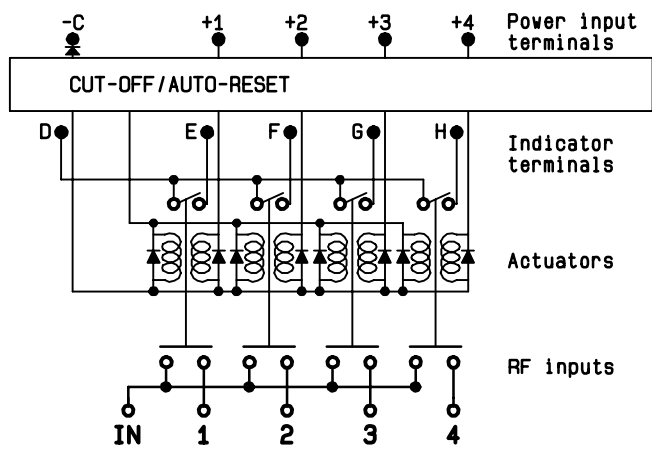 -C +1 +2 +3 +4 Power input
terminals
CUT-OFF/AUTO-RESET
D E F G H Indicator
terminals
Actuators
RF inputs
IN 1 2 3 4